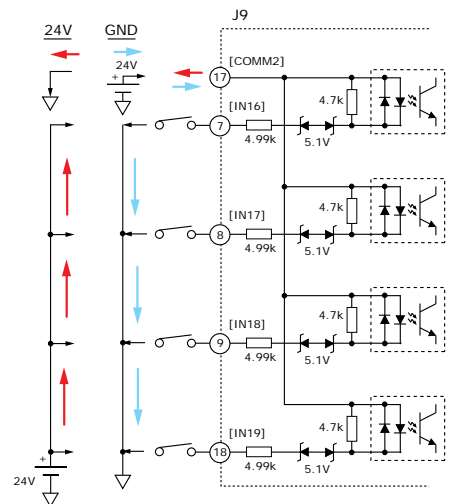 J9
24V GND
24V
+
[COMM2]
17
4.7k
[IN16]
7
4.99k
5.1V
[IN17]
4.7k
8
4.99k
5.1V
[IN18]
4.7k
9
4.99k
5.1V
[IN19]
4.7k
18
4.99k
5.1V
+
24V